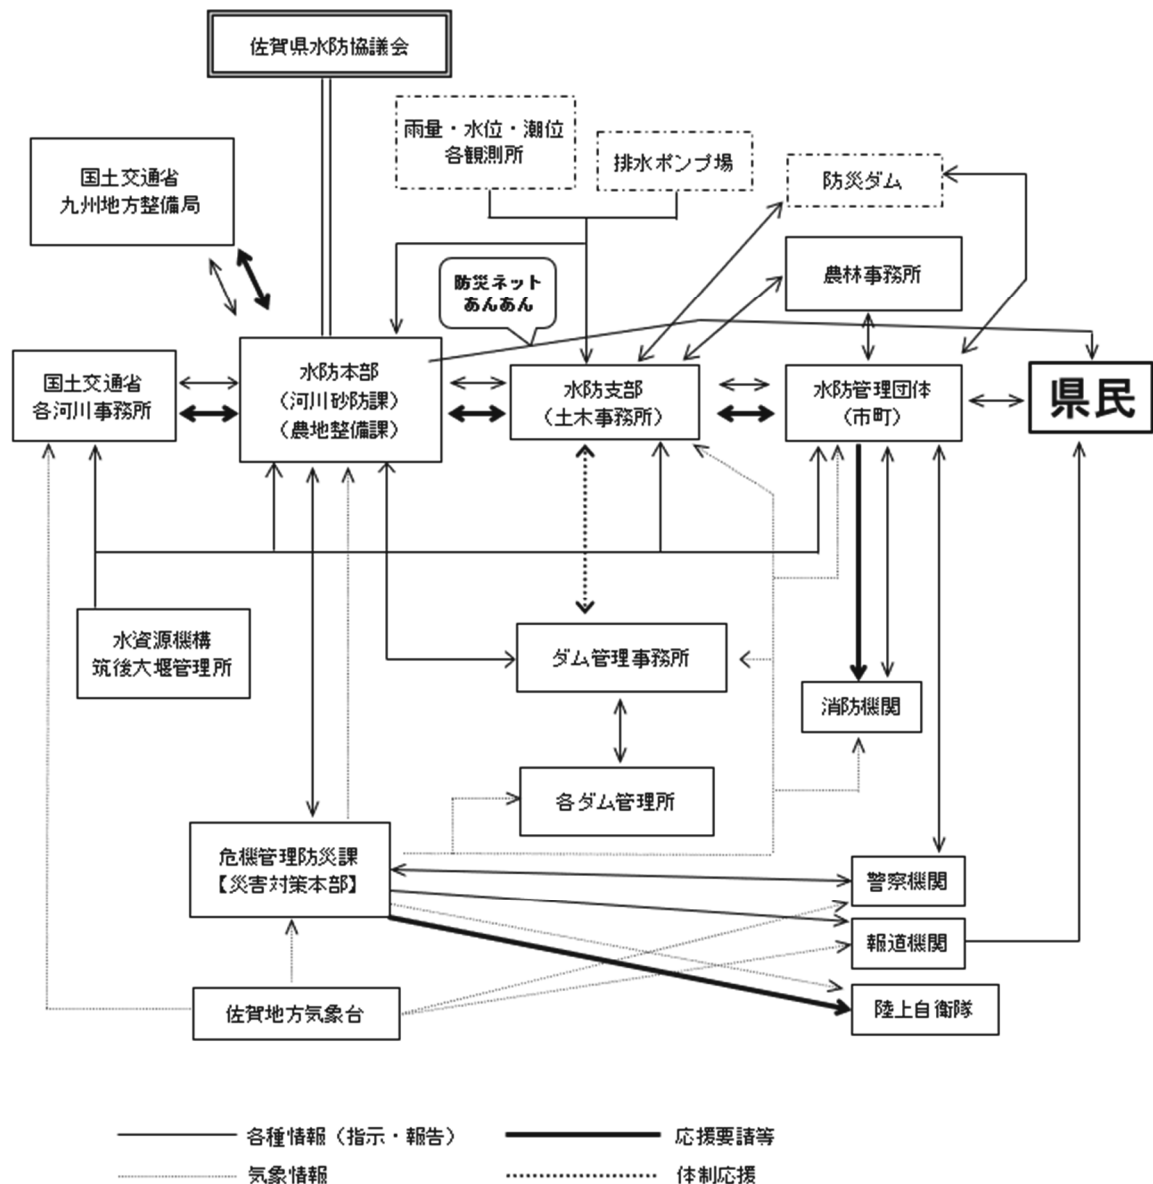 佐賀県水防協議会
雨量・水位・潮位
各観測所
排水ポンプ場
国土交通省
九州地方整備局
防災ダム
農林事務所
防災ネット
あんあん
国土交通省
各河川事務所
水防本部
(河川砂防課)
(農地整備課)
水防支部
(土木事務所)
水防管理団体
(市町)
県民
水資源機構
筑後大堰管理所
ダム管理事務所
消防機関
各ダム管理所
危機管理防災課
【災害対策本部】
警察機関
報道機関
佐賀地方気象台
陸上自衛隊
各種情報(指示・報告)
応援要請等
気象情報
体制応援